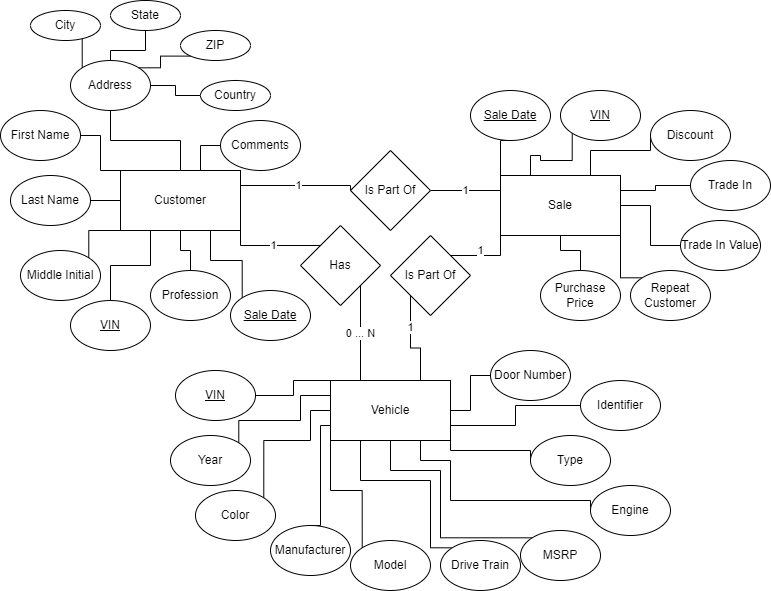 State
City
ZIP
Address
Country
Sale Date
VIN
First Name
Discount
Comments
Is Part Of
1
1
Trade In
Last Name
Customer
Sale
1
1
Trade In Value
Has
Is Part Of
Middle Initial
Profession
Purchase
Price
Repeat
Customer
VIN
Sale Date
0 ... N
1
Door Number
VIN
Vehicle
Identifier
Year
Type
Color
Engine
Manufacturer
Model
Drive Train
MSRP